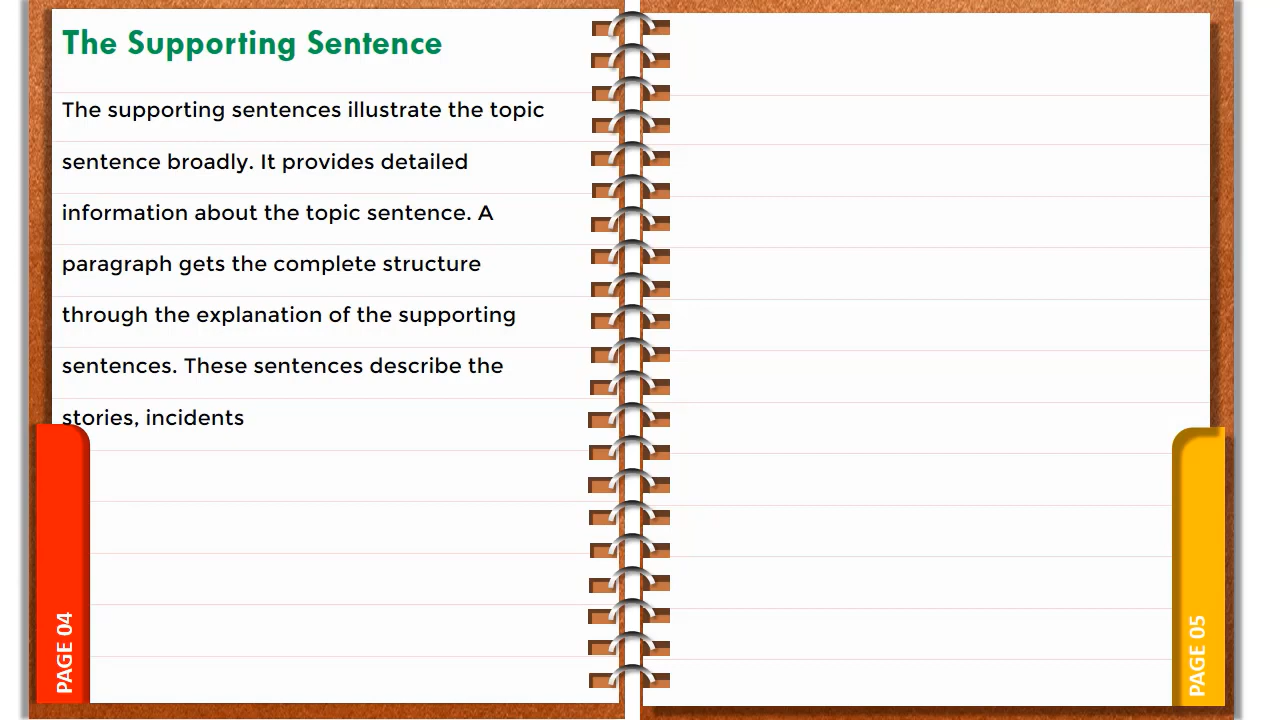 The Supporting Sentence
The supporting sentences illustrate the topic
sentence broadly. It provides detailed
information about the topic sentence. A
paragraph gets the complete structure
through the explanation of the supporting
sentences. These sentences describe the
stories, incidents
PAGE 04
PAGE 05